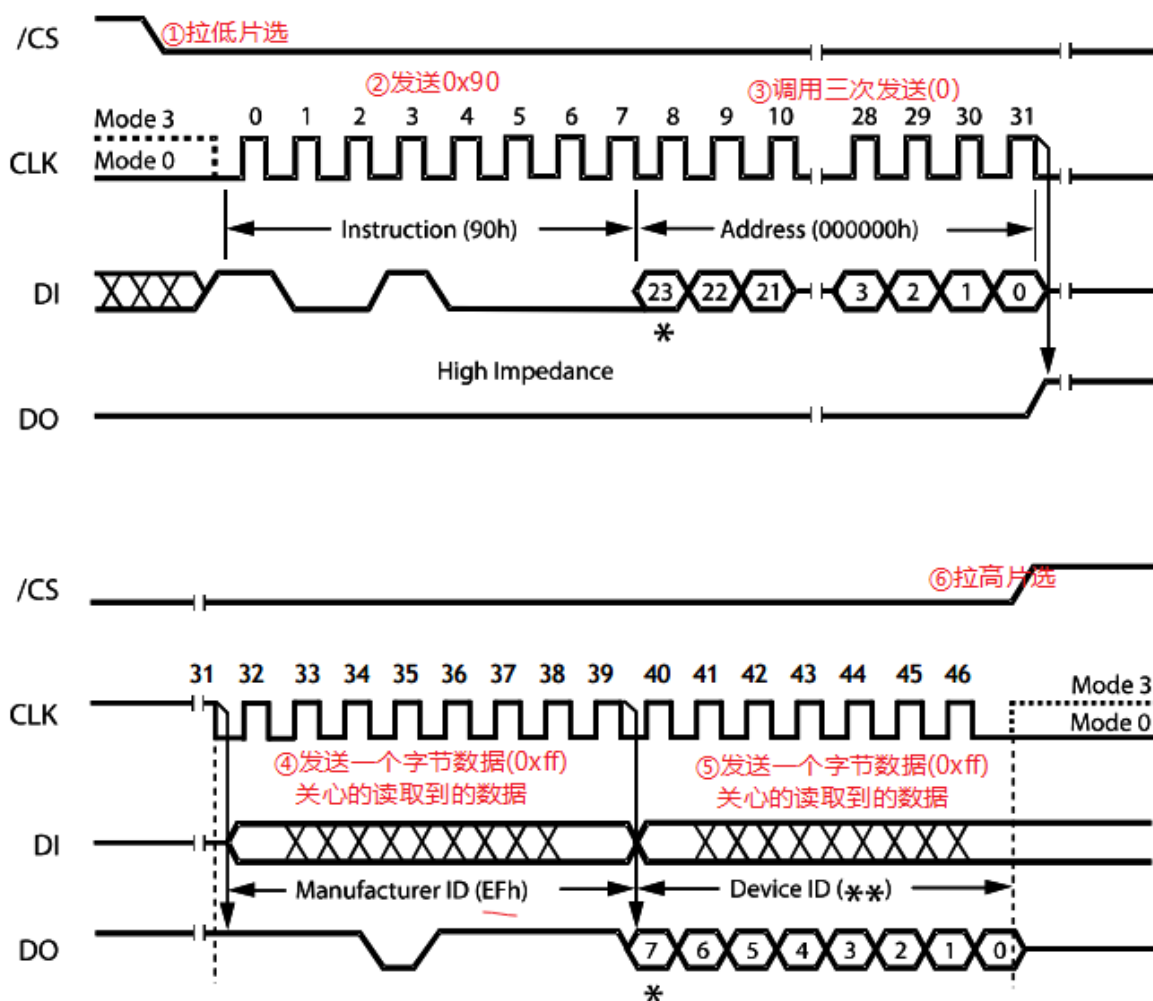 /CS
①拉低片选
②发送0x90
③调用三次发送(0)
Mode 3
0 1 2 3 4 5 6 7 8 9 10 28 29 30 31
CLK
Mode 0
Instruction (90h)
Address (000000h)
DI
23 22 21 3 2 1 0
*
High Impedance
DO
/CS
⑥拉高片选
31 32 33 34 35 36 37 38 39 40 41 42 43 44 45 46
Mode 3
CLK
Mode 0
④发送一个字节数据(0xff)
关心的读取到的数据
⑤发送一个字节数据(0xff)
关心的读取到的数据
DI
Manufacturer ID (EFh)
Device ID (**)
DO
7 6 5 4 3 2 1 0
*